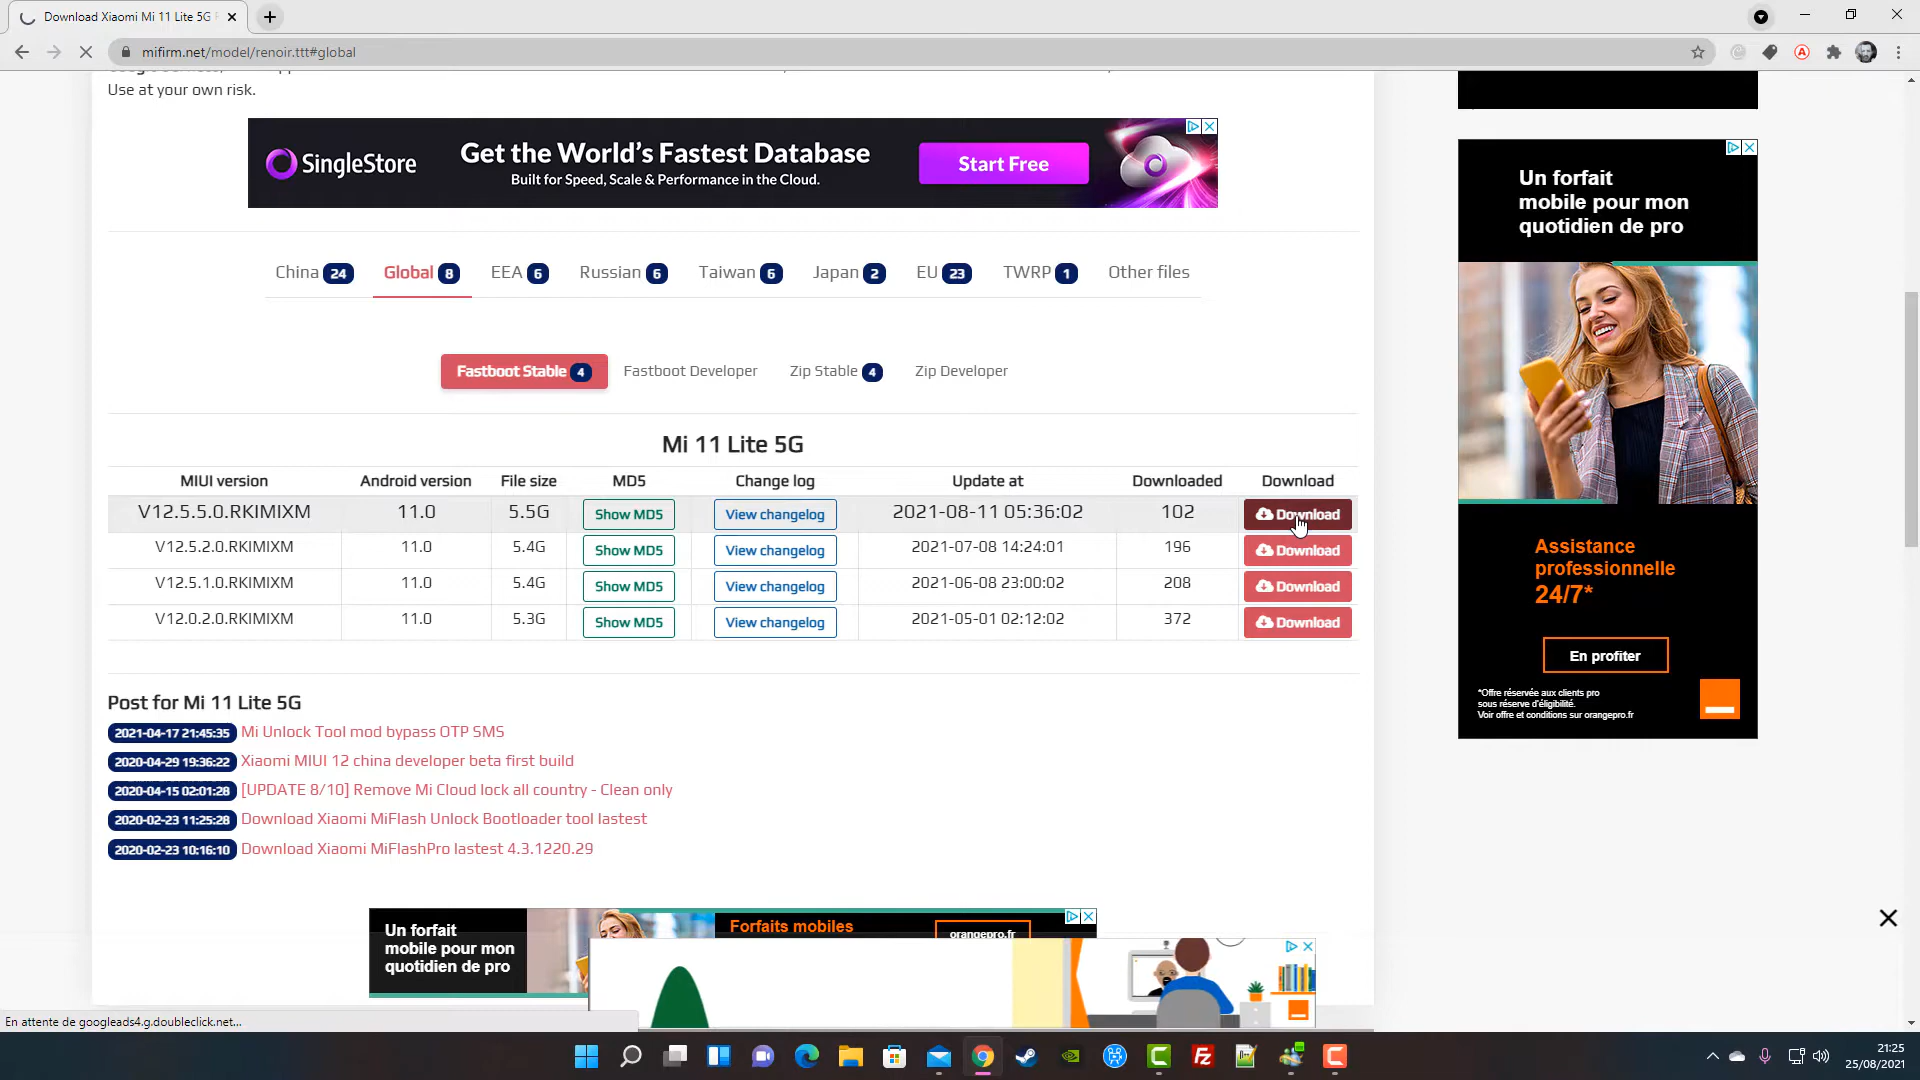 Download Xiaomi Mi 11 Lite 5G
mifirm.net/model/renoir.ttt#global
Use at your own risk.
SingleStore
Get the World's Fastest Database
Built for Speed, Scale & Performance in the Cloud.
Start Free
China 24 Global 8 EEA 6 Russian 6 Taiwan 6 Japan 2 EU 23 TWRP 1 Other files
Fastboot Stable 4 Fastboot Developer Zip Stable 4 Zip Developer
Mi 11 Lite 5G
MIUI version Android version File size MD5 Change log Update at Downloaded Download
V12.5.5.0.RKIMIXM 11.0 5.5G Show MD5 View changelog 2021-08-11 05:36:02 102 Download
V12.5.2.0.RKIMIXM 11.0 5.4G Show MD5 View changelog 2021-07-08 14:24:01 196 Download
V12.5.1.0.RKIMIXM 11.0 5.4G Show MD5 View changelog 2021-06-08 23:00:02 208 Download
V12.0.2.0.RKIMIXM 11.0 5.3G Show MD5 View changelog 2021-05-01 02:12:02 372 Download
Post for Mi 11 Lite 5G
2021-04-17 21:45:35 Mi Unlock Tool mod bypass OTP SMS
2020-04-29 19:36:22 Xiaomi MIUI 12 china developer beta first build
2020-04-15 02:01:28 [UPDATE 8/10] Remove Mi Cloud lock all country - Clean only
2020-02-23 11:25:28 Download Xiaomi MiFlash Unlock Bootloader tool lastest
2020-02-23 10:16:10 Download Xiaomi MiFlashPro lastest 4.3.1220.29
Un forfait
mobile pour mon
quotidien de pro
Forfaits mobiles
orangepro.fr
Un forfait
mobile pour mon
quotidien de pro
Assistance
professionnelle
24/7*
En profiter
*Offre réservée aux clients pro
sous réserve d'éligibilité.
Voir offre et conditions sur orangepro.fr
En attente de googleads4.g.doubleclick.net...
21:25
25/08/2021